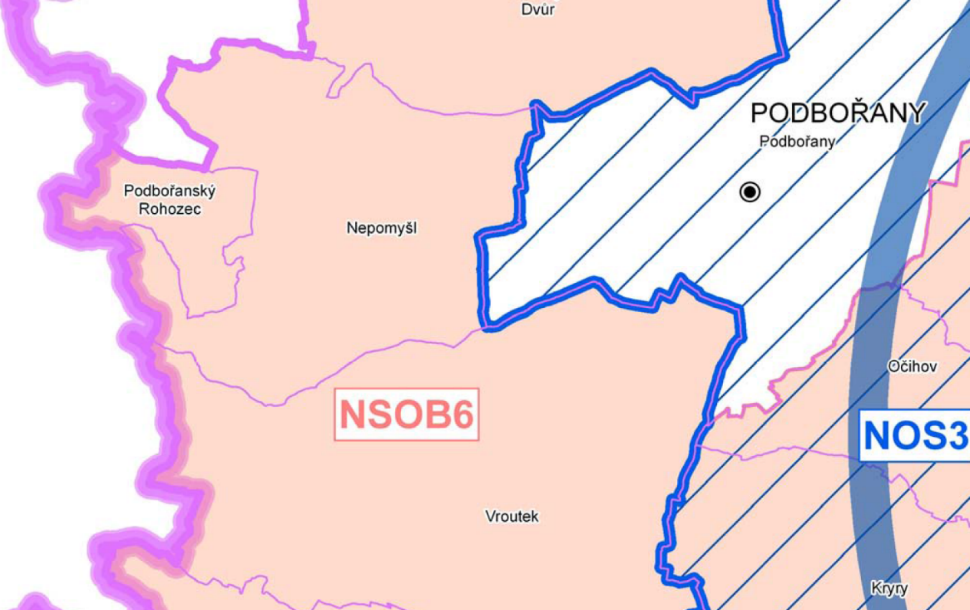 Dvůr
PODBOŘANY
Podbořany
Podbořanský
Rohozec
Nepomyšl
Očihov
NSOB6
NOS3
Vroutek
Kryry